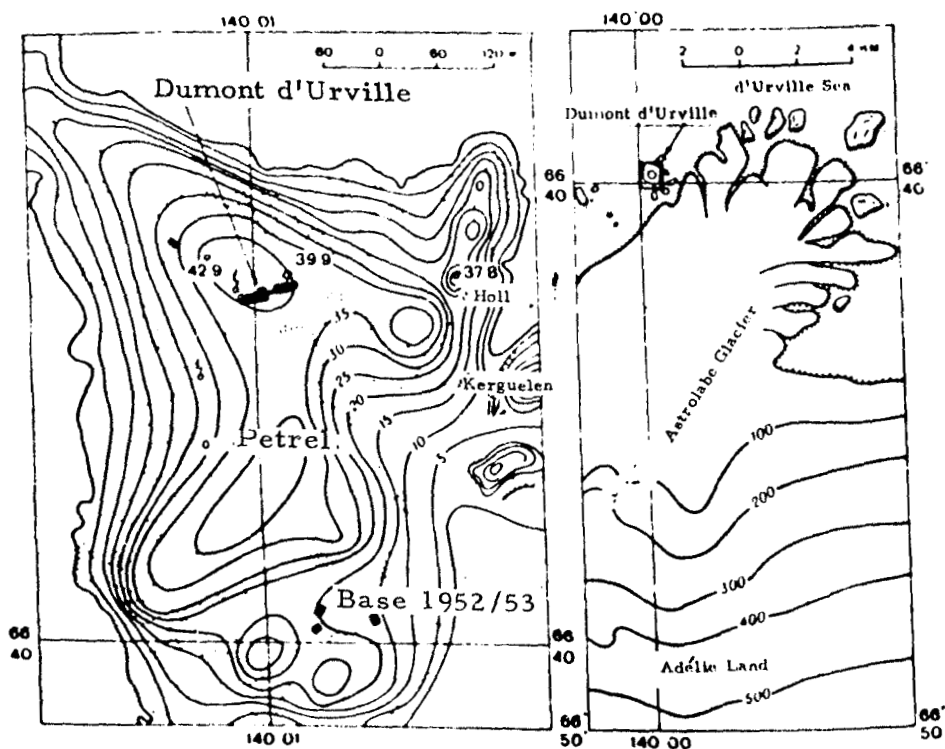 140 01
60 0 60 120 m
Dumont d'Urville
42 9
39 9
37 8
Holl
35
30
25
20
15
10
5
Kerguelen
Petrel
Base 1952/53
66
40
140 01
140 00
2 0 2 4 KM
d'Urville Sea
Dumont d'Urville
66
40
66
40
Astrolabe Glacier
100
200
300
400
500
66
40
Adélie Land
66
50
140 00
66
50